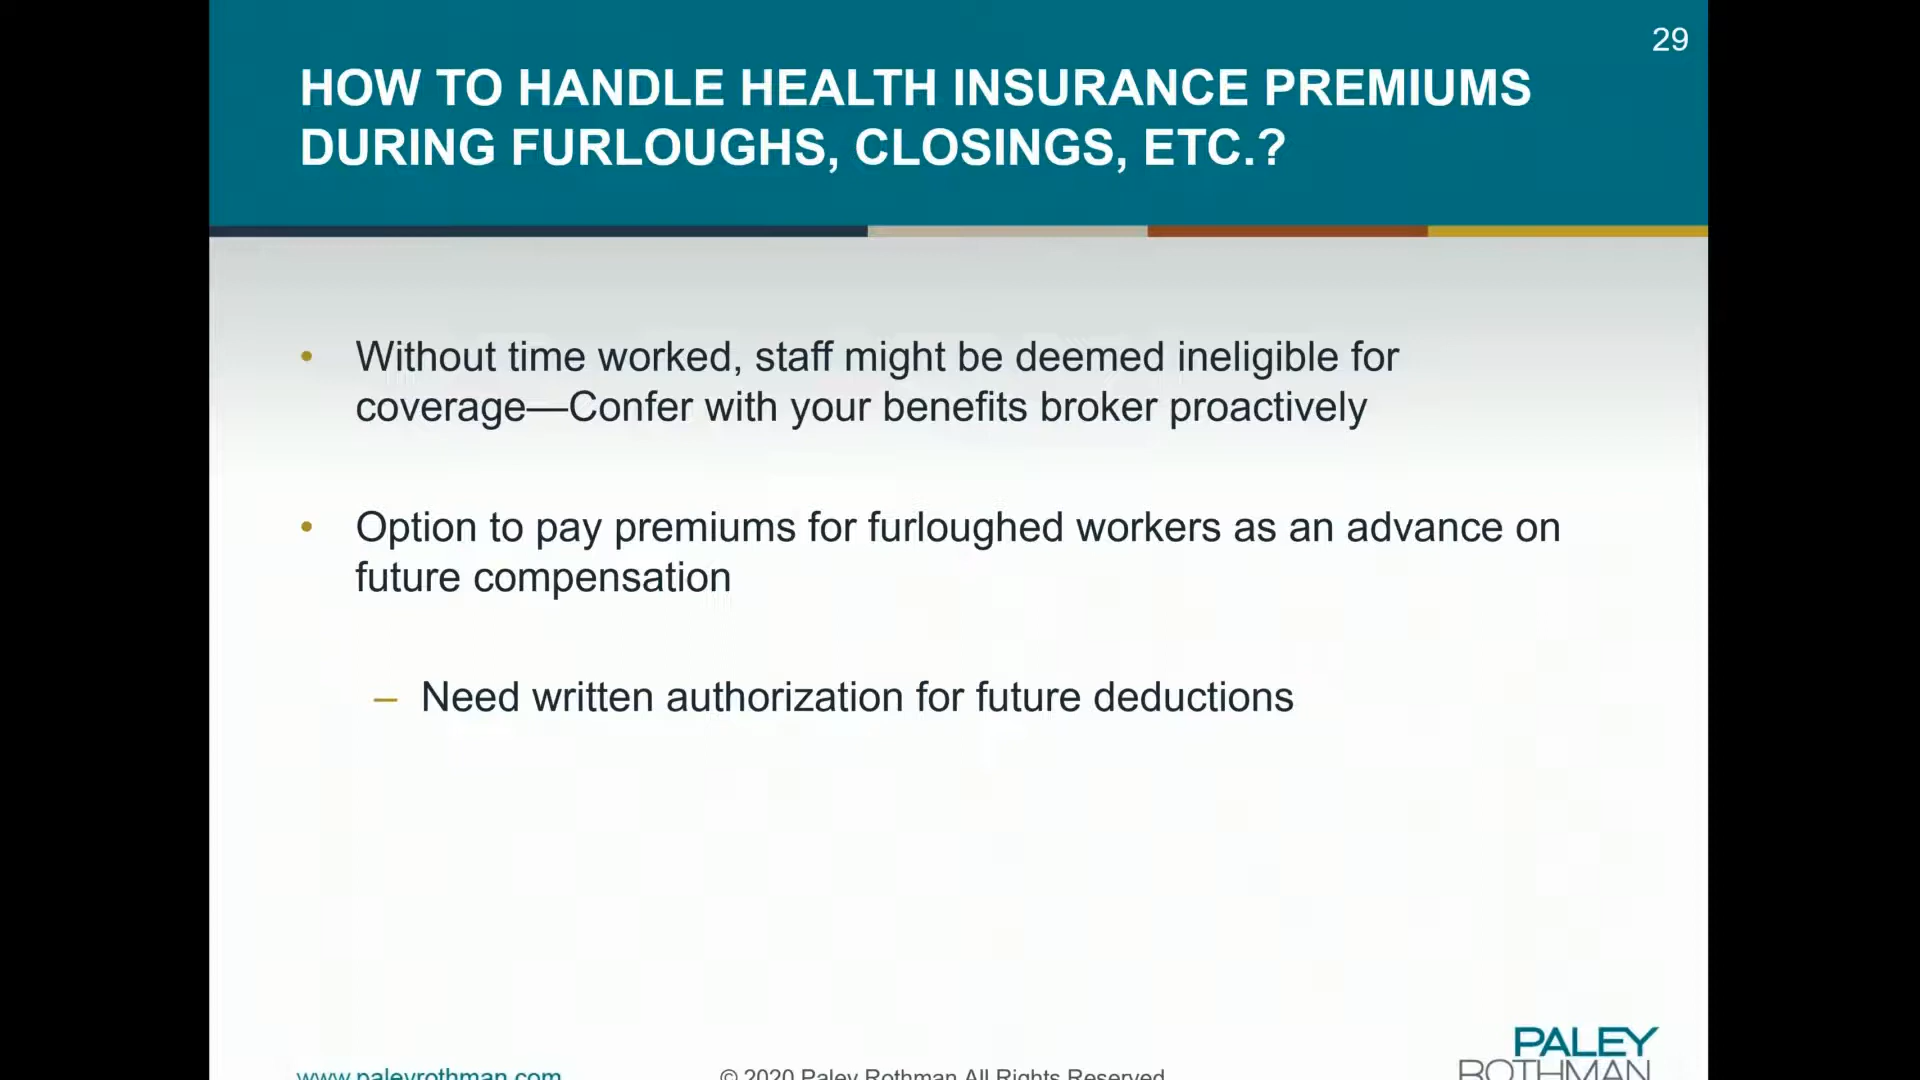 29
HOW TO HANDLE HEALTH INSURANCE PREMIUMS
DURING FURLOUGHS, CLOSINGS, ETC.?
• Without time worked, staff might be deemed ineligible for
coverage—Confer with your benefits broker proactively
• Option to pay premiums for furloughed workers as an advance on
future compensation
– Need written authorization for future deductions
www.paleyrothman.com
© 2020 Paley Rothman All Rights Reserved
PALEY
ROTHMAN